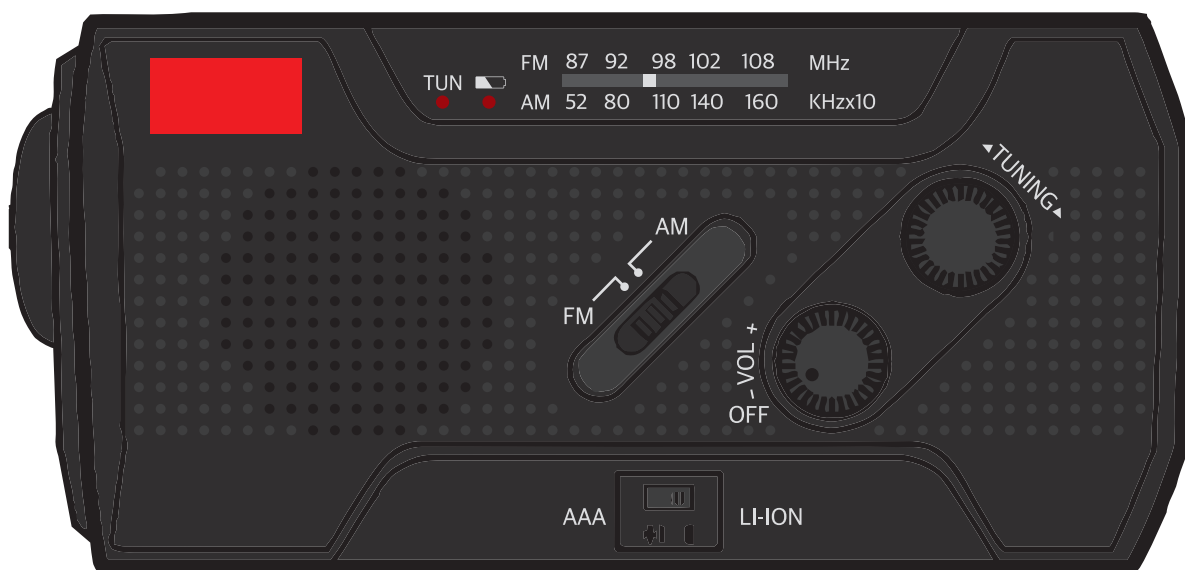 FM 87 92 98 102 108 MHz
TUN
AM 52 80 110 140 160 KHzx10
◀TUNING▶
AM
FM
- VOL +
OFF
AAA
LI-ION